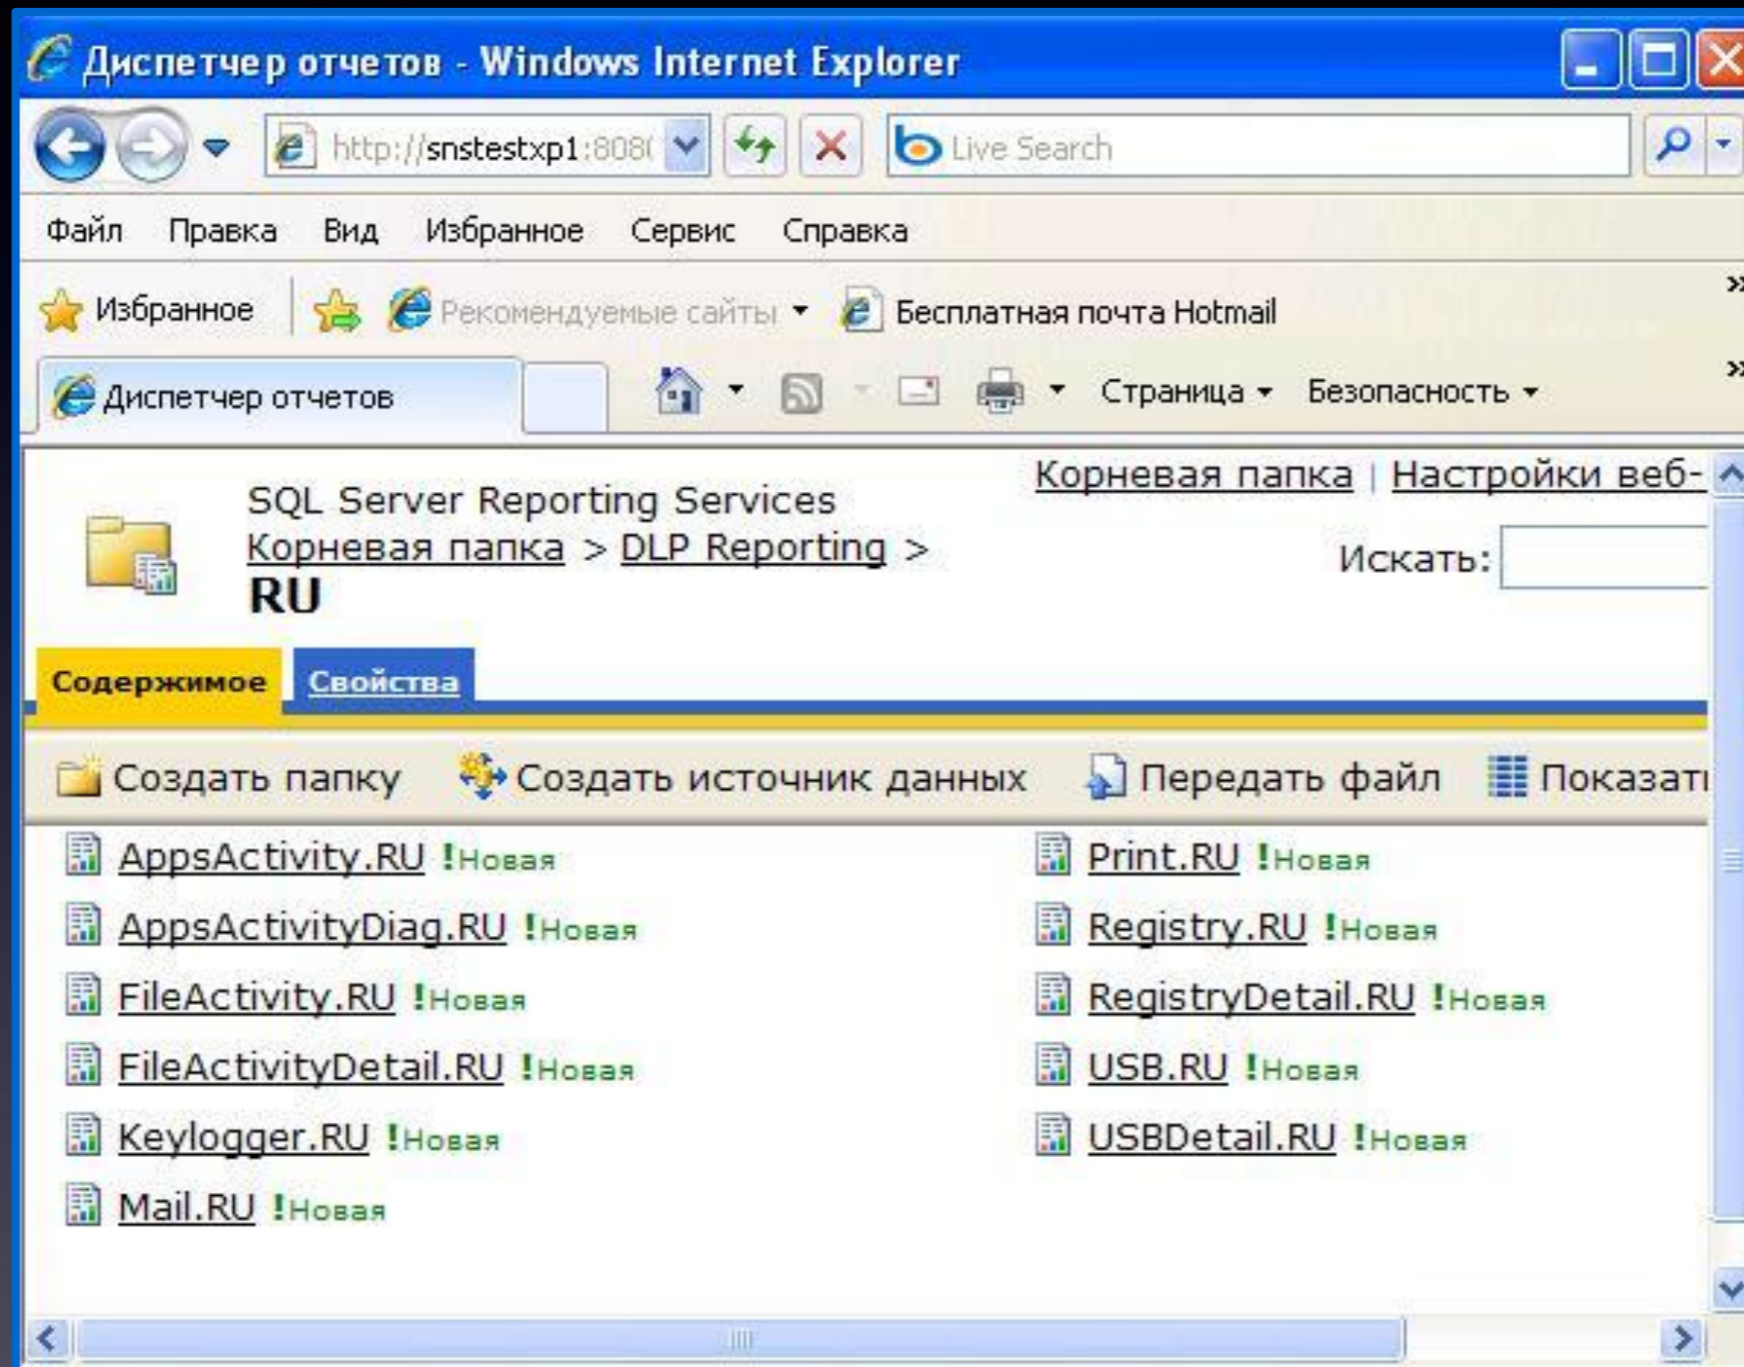 Диспетчер отчетов - Windows Internet Explorer
http://snstestxp1:808
Live Search
Файл Правка Вид Избранное Сервис Справка
Избранное Рекомендуемые сайты Бесплатная почта Hotmail
Диспетчер отчетов Страница Безопасность
Корневая папка | Настройки веб-
SQL Server Reporting Services
Корневая папка > DLP Reporting >
Искать:
RU
Содержимое Свойства
Создать папку Создать источник данных Передать файл
AppsActivity.RU !Новая
AppsActivityDiag.RU !Новая
FileActivity.RU !Новая
FileActivityDetail.RU !Новая
Keylogger.RU !Новая
Mail.RU !Новая
Print.RU !Новая
Registry.RU !Новая
RegistryDetail.RU !Новая
USB.RU !Новая
USBDetail.RU !Новая